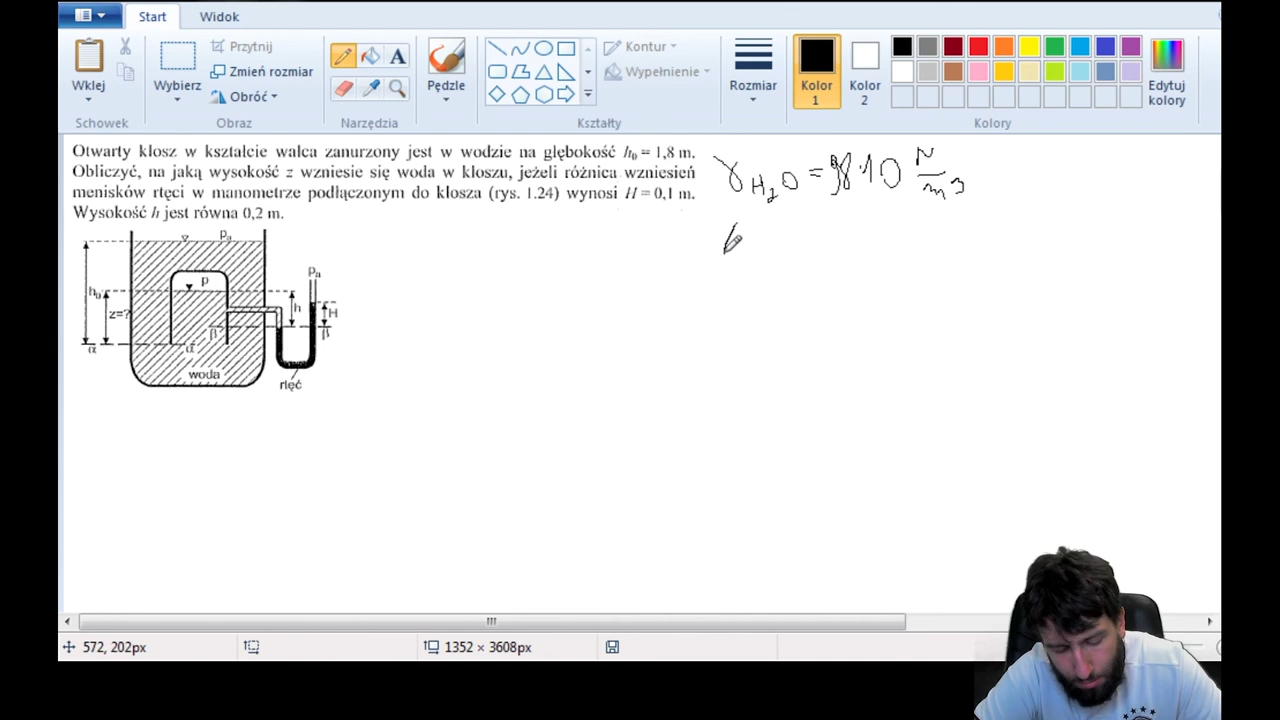 Start
Widok
Wklej
Wybierz
Przytnij
Zmień rozmiar
Obróć
A
Pędzle
Kontur
Wypełnienie
Rozmiar
Kolor 1
Kolor 2
Edytuj kolory
Schowek
Obraz
Narzędzia
Kształty
Kolory
Otwarty klosz w kształcie walca zanurzony jest w wodzie na głębokość h₀ = 1,8 m.
Obliczyć, na jaką wysokość z wzniesie się woda w kloszu, jeżeli różnica wzniesień
menisków rtęci w manometrze podłączonym do klosza (rys. 1.24) wynosi H = 0,1 m.
Wysokość h jest równa 0,2 m.
γ H₂O = 9810 N/m³
pₐ
p
pₐ
h₀
z=?
h
H
β
β
α
α
woda
rtęć
572, 202px
1352 × 3608px